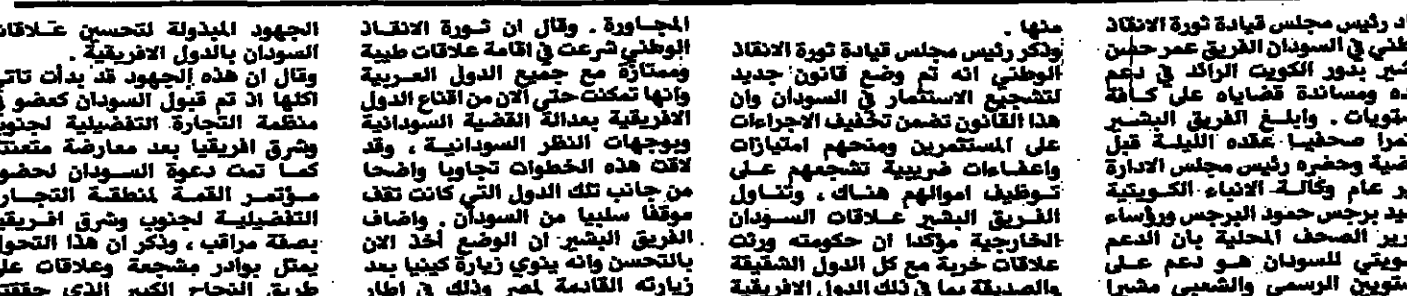 رئيس مجلس قيادة ثورة الانقاذ
في السودان الفريق عمر حسن
بدور الكويت الرائد في دعم
ومساندة قضاياه على كافة
وابلغ الفريق البشير
صحفيا عقده الليلة قبل
وحضره رئيس مجلس الادارة
عام وكالة الانباء الكويتية
برجس حمود البرجس ورؤساء
الصحف المحلية بان الدعم
للسودان هو دعم على
الرسمي والشعبي مشيرا
منها .
وذكر رئيس مجلس قيادة ثورة الانقاذ
الوطني انه تم وضع قانون جديد
لتشجيع الاستثمار في السودان وان
هذا القانون تضمن تخفيف الاجراءات
على المستثمرين ومنحهم امتيازات
واعفاءات ضريبية تشجعهم على
توظيف اموالهم هناك ، وتناول
الفريق البشير علاقات السودان
الخارجية مؤكدا ان حكومته ورثت
علاقات خربة مع كل الدول الشقيقة
والصديقة بما في ذلك الدول الافريقية
المجاورة . وقال ان ثورة الانقاذ
الوطني شرعت في اقامة علاقات طيبة
وممتازة مع جميع الدول العربية
وانها تمكنت حتى الان من اقناع الدول
الافريقية بعدالة القضية السودانية
وبوجهات النظر السودانية ، وقد
لاقت هذه الخطوات تجاوبا واضحا
من جانب تلك الدول التي كانت تقف
موقفا سلبيا من السودان . واضاف
الفريق البشير ان الوضع أخذ الان
بالتحسن وانه ينوي زيارة كينيا بعد
زيارته القادمة لمصر وذلك في اطار
الجهود المبذولة لتحسين علاقات
السودان بالدول الافريقية .
وقال ان هذه الجهود قد بدأت تاتي
اكلها اذ تم قبول السودان كعضو في
منظمة التجارة التفضيلية لجنوب
وشرق افريقيا بعد معارضة متعنتة
كما تمت دعوة السودان لحضور
مؤتمر القمة لمنطقة التجارة
التفضيلية لجنوب وشرق افريقيا
بصفة مراقب ، وذكر ان هذا التحول
يمثل بوادر مشجعة وعلاقات على
طريق النجاح الكبير الذي حققته